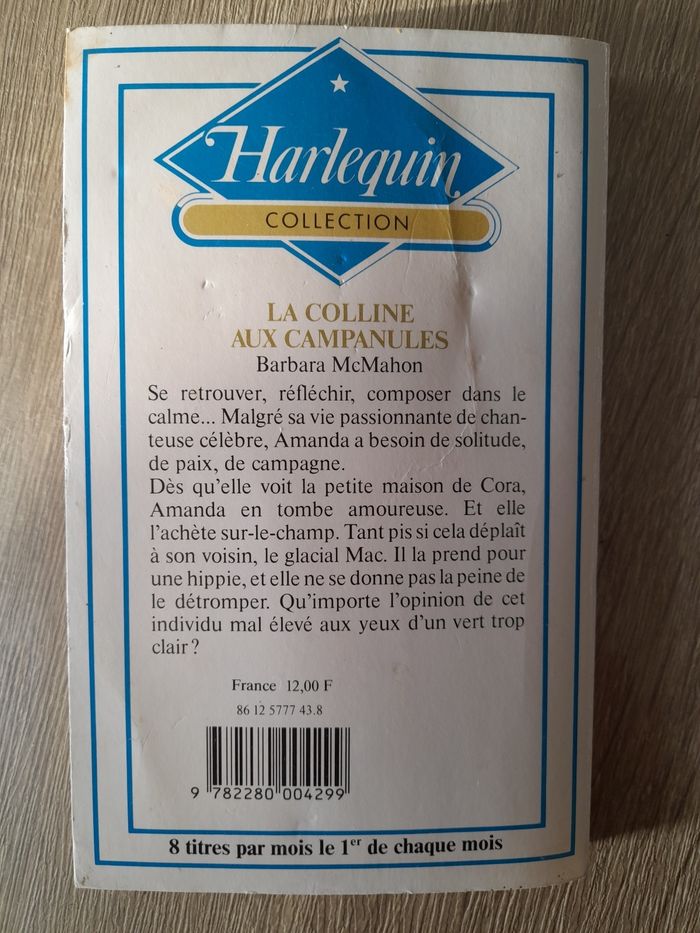 Harlequin
COLLECTION
LA COLLINE
AUX CAMPANULES
Barbara McMahon
Se retrouver, réfléchir, composer dans le
calme... Malgré sa vie passionnante de chan-
teuse célèbre, Amanda a besoin de solitude,
de paix, de campagne.
Dès qu'elle voit la petite maison de Cora,
Amanda en tombe amoureuse. Et elle
l'achète sur-le-champ. Tant pis si cela déplaît
à son voisin, le glacial Mac. Il la prend pour
une hippie, et elle ne se donne pas la peine de
le détromper. Qu'importe l'opinion de cet
individu mal élevé aux yeux d'un vert trop
clair ?
France 12,00 F
86 12 5777 43.8
9 782280 004299
8 titres par mois le 1er de chaque mois